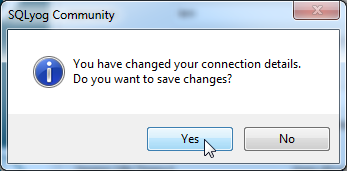 SQLyog Community
You have changed your connection details.
Do you want to save changes?
Yes
No